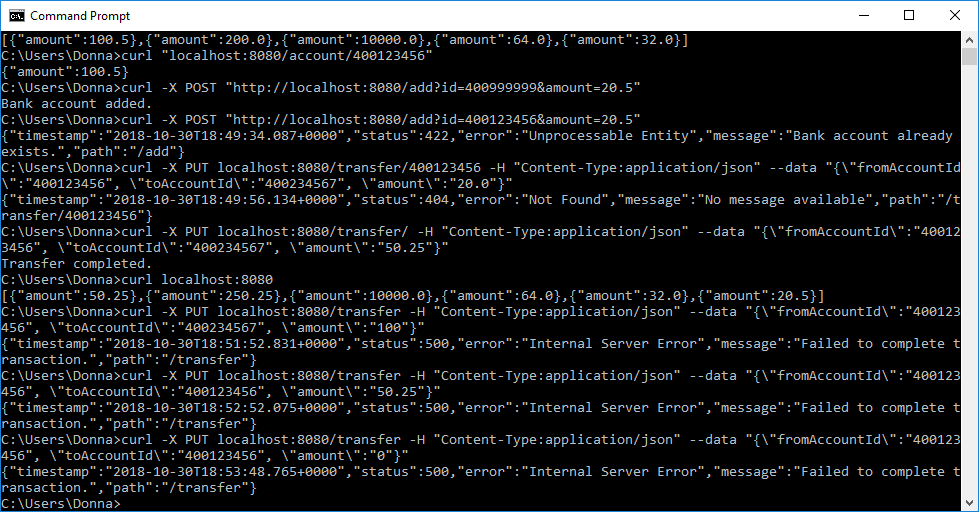 Command Prompt
[{"amount":100.5},{"amount":200.0},{"amount":10000.0},{"amount":64.0},{"amount":32.0}]
C:\Users\Donna>curl "localhost:8080/account/400123456"
{"amount":100.5}
C:\Users\Donna>curl -X POST "http://localhost:8080/add?id=400999999&amount=20.5"
Bank account added.
C:\Users\Donna>curl -X POST "http://localhost:8080/add?id=400123456&amount=20.5"
{"timestamp":"2018-10-30T18:49:34.087+0000","status":422,"error":"Unprocessable Entity","message":"Bank account already
exists.","path":"/add"}
C:\Users\Donna>curl -X PUT localhost:8080/transfer/400123456 -H "Content-Type:application/json" --data "{\"fromAccountId
\":"400123456", \"toAccountId\":"400234567", \"amount\":"20.0"}"
{"timestamp":"2018-10-30T18:49:56.134+0000","status":404,"error":"Not Found","message":"No message available","path":"/t
ransfer/400123456"}
C:\Users\Donna>curl -X PUT localhost:8080/transfer/ -H "Content-Type:application/json" --data "{\"fromAccountId\":"40012
3456", \"toAccountId\":"400234567", \"amount\":"50.25"}"
Transfer completed.
C:\Users\Donna>curl localhost:8080
[{"amount":50.25},{"amount":250.25},{"amount":10000.0},{"amount":64.0},{"amount":32.0},{"amount":20.5}]
C:\Users\Donna>curl -X PUT localhost:8080/transfer -H "Content-Type:application/json" --data "{\"fromAccountId\":"400123
456", \"toAccountId\":"400234567", \"amount\":"100"}"
{"timestamp":"2018-10-30T18:51:52.831+0000","status":500,"error":"Internal Server Error","message":"Failed to complete t
ransaction.","path":"/transfer"}
C:\Users\Donna>curl -X PUT localhost:8080/transfer -H "Content-Type:application/json" --data "{\"fromAccountId\":"400123
456", \"toAccountId\":"400123456", \"amount\":"50.25"}"
{"timestamp":"2018-10-30T18:52:52.075+0000","status":500,"error":"Internal Server Error","message":"Failed to complete t
ransaction.","path":"/transfer"}
C:\Users\Donna>curl -X PUT localhost:8080/transfer -H "Content-Type:application/json" --data "{\"fromAccountId\":"400123
456", \"toAccountId\":"400123456", \"amount\":"0"}"
{"timestamp":"2018-10-30T18:53:48.765+0000","status":500,"error":"Internal Server Error","message":"Failed to complete t
ransaction.","path":"/transfer"}
C:\Users\Donna>